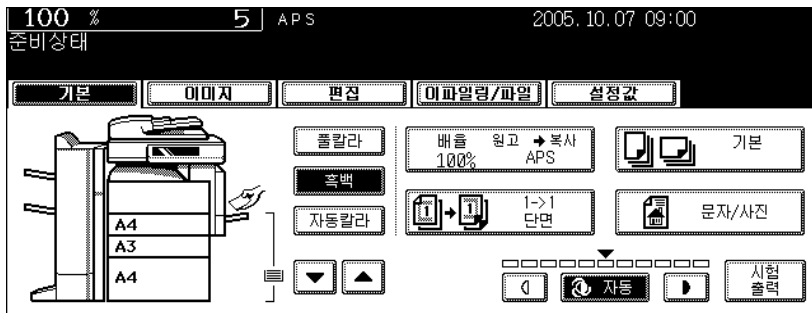 100 % 5 APS 2005.10.07 09:00
준비상태
기본 이미지 편집 이파일링/파일 설정값
풀칼라
흑백
자동칼라
배율 원고 → 복사
100% APS
기본
1->1
단면
문자/사진
A4
A3
A4
자동
시험
출력